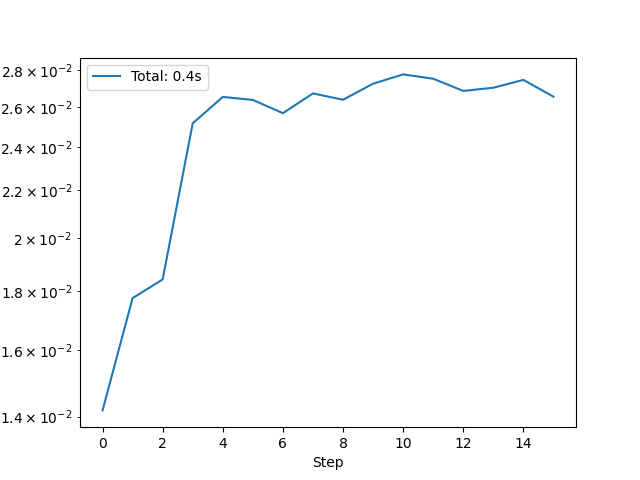 Total: 0.4s
2.8 × 10⁻²
2.6 × 10⁻²
2.4 × 10⁻²
2.2 × 10⁻²
2 × 10⁻²
1.8 × 10⁻²
1.6 × 10⁻²
1.4 × 10⁻²
0 2 4 6 8 10 12 14
Step